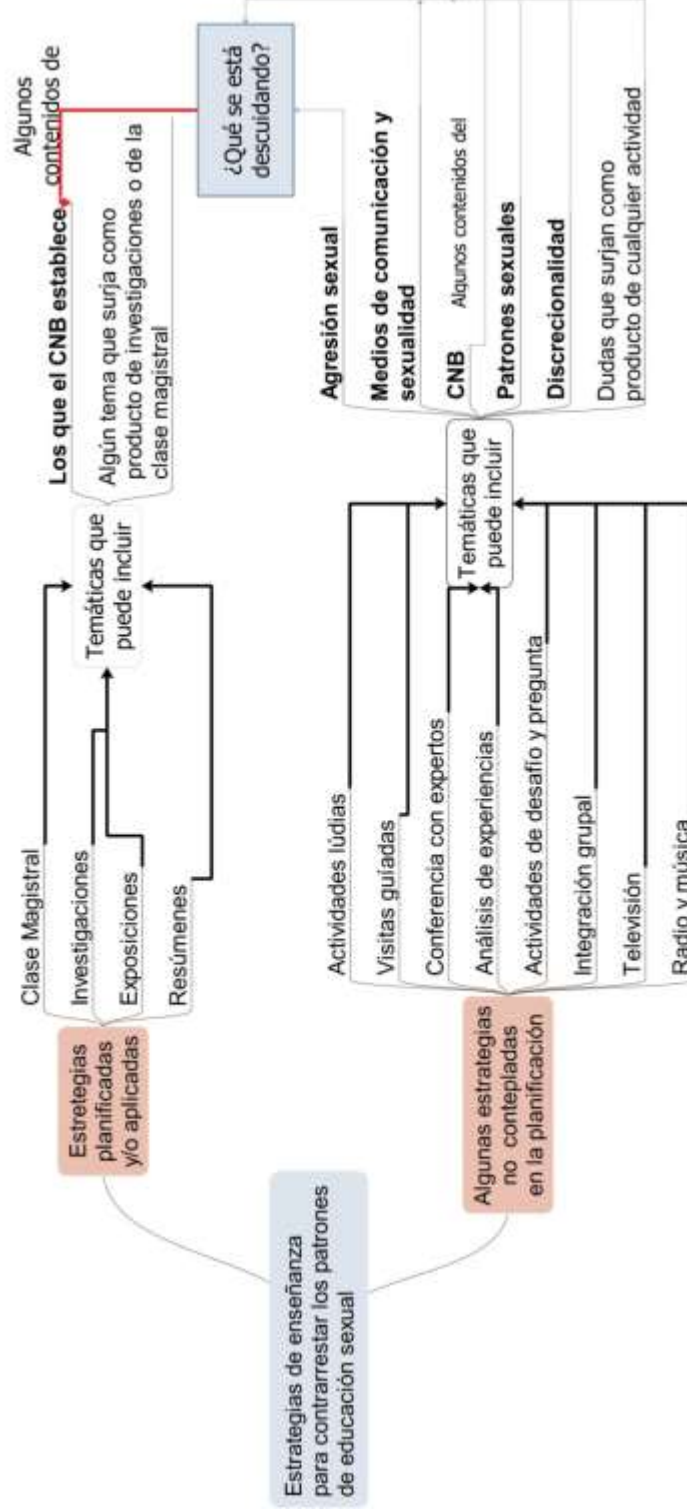 Estrategias de enseñanza
para contrarrestar los patrones
de educación sexual
Estretegias
planificadas
y/o aplicadas
Clase Magistral
Investigaciones
Exposiciones
Resúmenes
Temáticas que
puede incluir
Los que el CNB establece
Algún tema que surja como
producto de investigaciones o de la
clase magistral
Algunos
contenidos de
¿Qué se está
descuidando?
Algunas estrategias
no contepladas
en la planificación
Actividades lúdias
Visitas guíadas
Conferencia con expertos
Análisis de experiencias
Actividades de desafío y pregunta
Integración grupal
Televisión
Radio y música
Temáticas que
puede incluir
Agresión sexual
Medios de comunicación y
sexualidad
CNB
Algunos contenidos del
Patrones sexuales
Discrecionalidad
Dudas que surjan como
producto de cualquier actividad